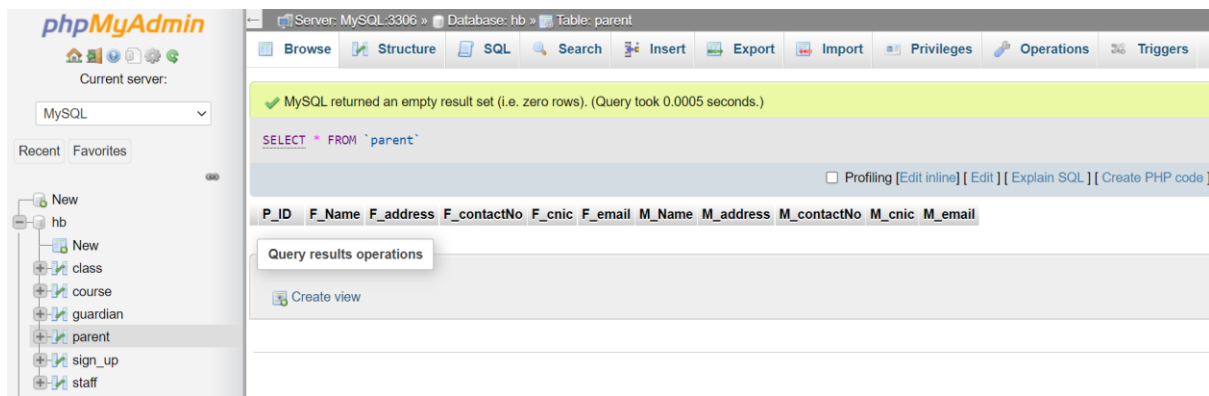 phpMyAdmin
Current server:
MySQL
Recent Favorites
New
hb
New
class
course
guardian
parent
sign_up
staff
Server: MySQL:3306 » Database: hb » Table: parent
Browse Structure SQL Search Insert Export Import Privileges Operations Triggers
MySQL returned an empty result set (i.e. zero rows). (Query took 0.0005 seconds.)
SELECT * FROM `parent`
Profiling [Edit inline] [ Edit ] [ Explain SQL ] [ Create PHP code ]
P_ID F_Name F_address F_contactNo F_cnic F_email M_Name M_address M_contactNo M_cnic M_email
Query results operations
Create view